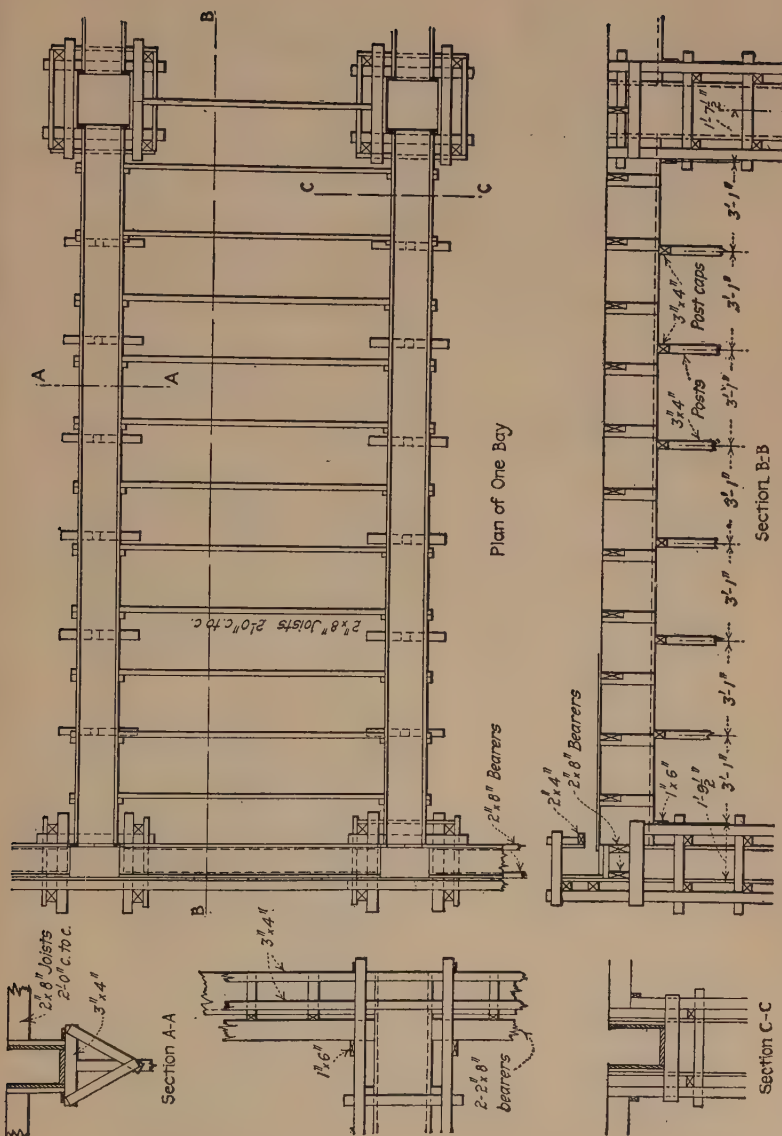 B
B
C
C
A
A
2"x8" Joists 2'-0" c. to c.
Plan of One Bay
2"x8" Bearers
2"x8" Joists
2'-0" c. to c.
3"x4"
Section A-A
3"x4"
1"x6"
2-2"x8"
bearers
1'-7½"
3'-1"
3'-1"
3'-1"
3'-1"
3'-1"
3'-1"
3'-1"
3"x4"
Post caps
3"x4"
Posts
2"x4"
2"x8" Bearers
1"x6"
1'-9½"
Section B-B
Section C-C